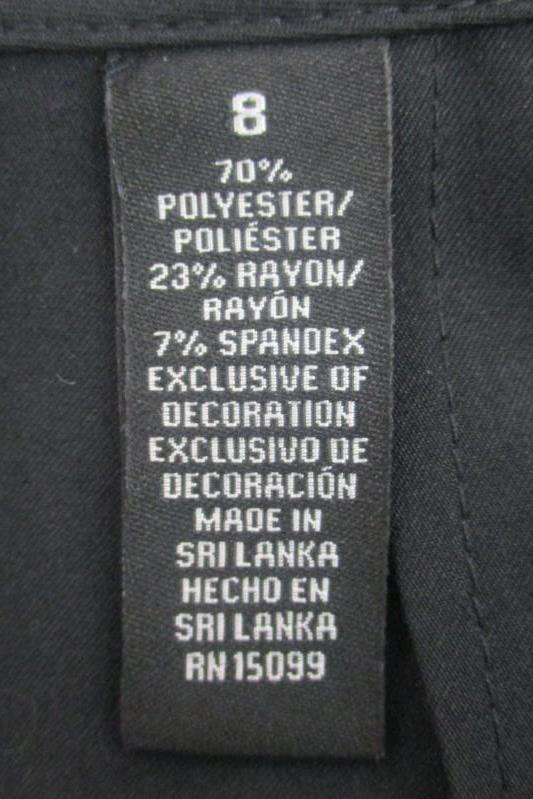 8
70%
POLYESTER/
POLIÉSTER
23% RAYON/
RAYÓN
7% SPANDEX
EXCLUSIVE OF
DECORATION
EXCLUSIVO DE
DECORACIÓN
MADE IN
SRI LANKA
HECHO EN
SRI LANKA
RN 15099